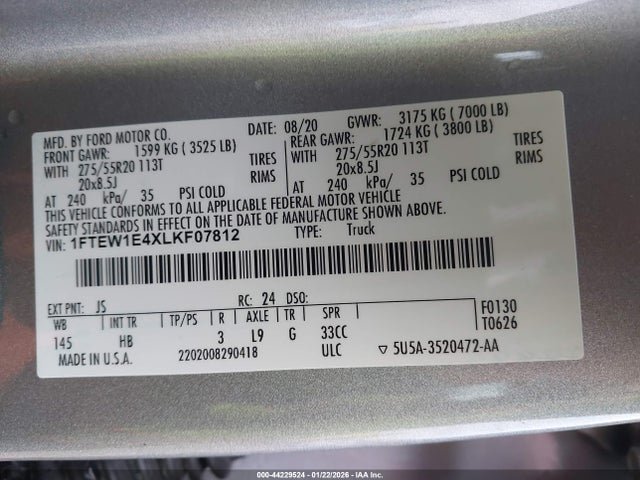 MFD. BY FORD MOTOR CO. DATE: 08/20 GVWR: 3175 KG ( 7000 LB)
FRONT GAWR: 1599 KG ( 3525 LB) REAR GAWR: 1724 KG ( 3800 LB)
WITH 275/55R20 113T TIRES WITH 275/55R20 113T TIRES
20x8.5J RIMS 20x8.5J RIMS
AT 240 kPa/ 35 PSI COLD AT 240 kPa/ 35 PSI COLD
THIS VEHICLE CONFORMS TO ALL APPLICABLE FEDERAL MOTOR VEHICLE
SAFETY STANDARDS IN EFFECT ON THE DATE OF MANUFACTURE SHOWN ABOVE.
VIN: 1FTEW1E4XLKF07812 TYPE: Truck
EXT PNT: JS RC: 24 DSO: F0130
WB INT TR TP/PS R AXLE TR SPR T0626
145 HB 3 L9 G 33CC
MADE IN U.S.A. 2202008290418 ULC ▽ 5U5A-3520472-AA
000-44229524 - 01/22/2026 - IAA Inc.